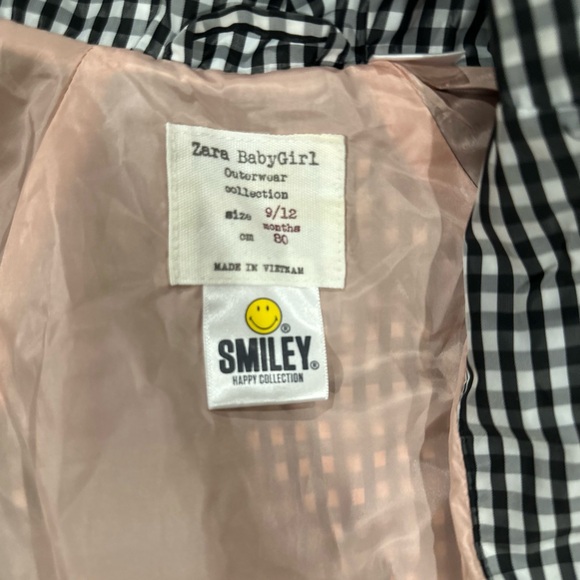 Zara BabyGirl
Outerwear
collection
size 9/12
months
cm 80
MADE IN VIETNAM
®
SMILEY®
HAPPY COLLECTION